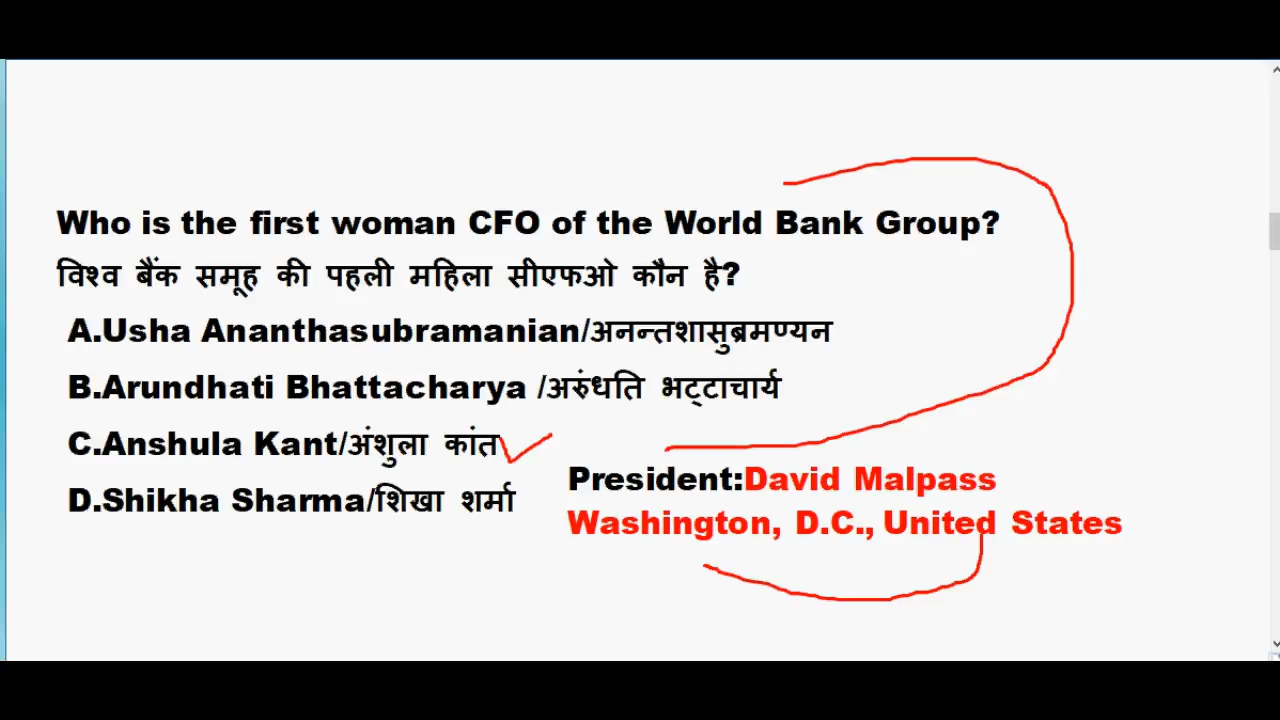 Who is the first woman CFO of the World Bank Group?
विश्व बैंक समूह की पहली महिला सीएफओ कौन है?
A.Usha Ananthasubramanian/अनन्तशासुब्रमण्यन
B.Arundhati Bhattacharya /अरुंधति भट्टाचार्य
C.Anshula Kant/अंशुला कांत
D.Shikha Sharma/शिखा शर्मा
President:David Malpass
Washington, D.C., United States